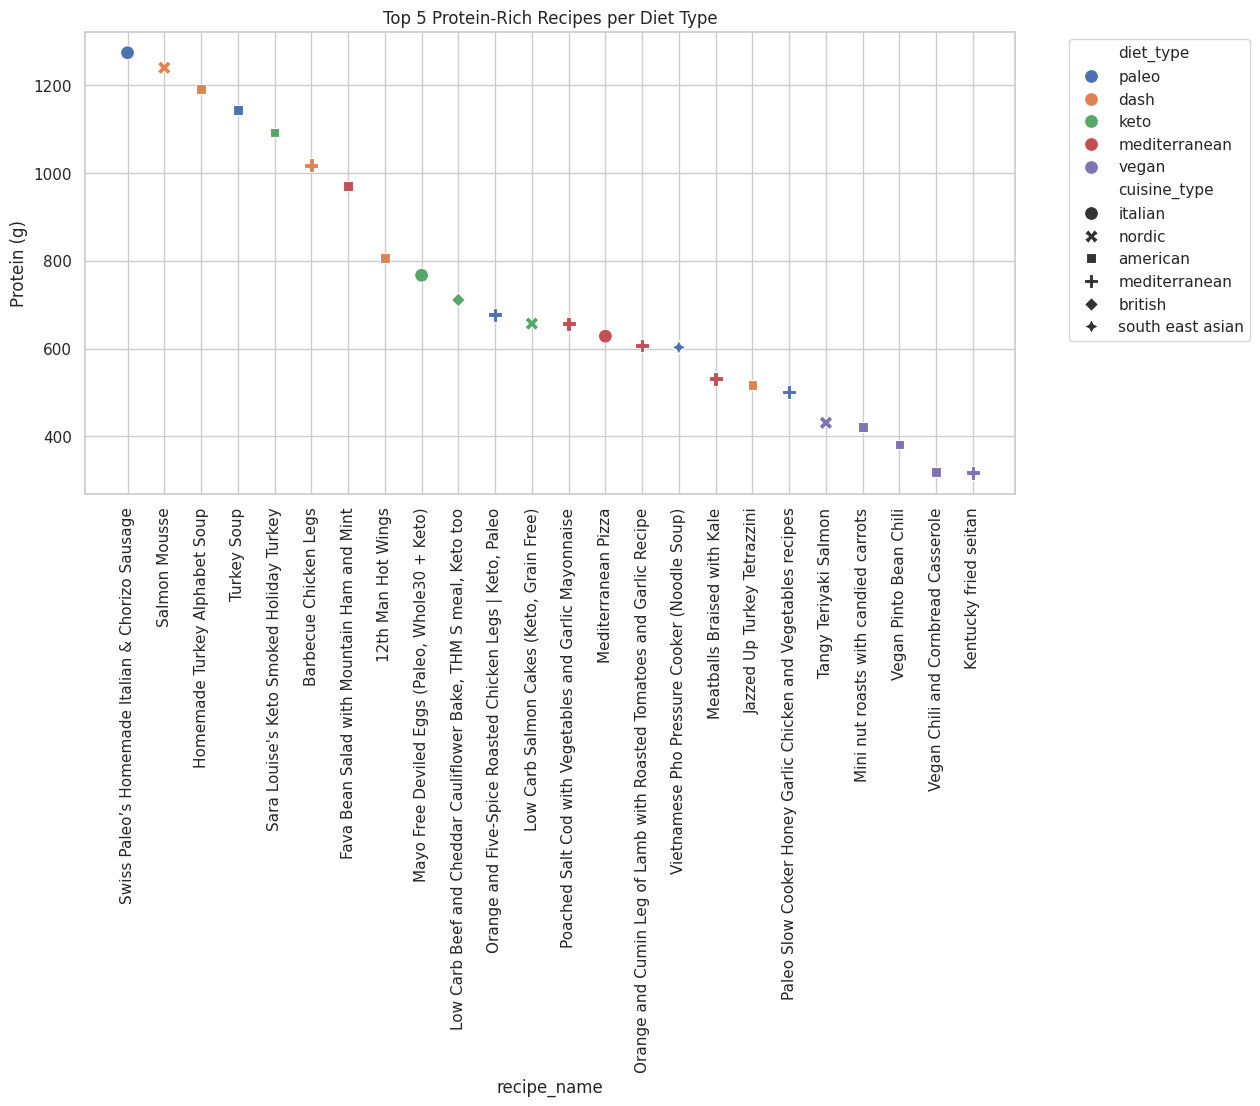 Top 5 Protein-Rich Recipes per Diet Type
Protein (g)
1200
1000
800
600
400
Swiss Paleo’s Homemade Italian & Chorizo Sausage
Salmon Mousse
Homemade Turkey Alphabet Soup
Turkey Soup
Sara Louise's Keto Smoked Holiday Turkey
Barbecue Chicken Legs
Fava Bean Salad with Mountain Ham and Mint
12th Man Hot Wings
Mayo Free Deviled Eggs (Paleo, Whole30 + Keto)
Low Carb Beef and Cheddar Cauliflower Bake, THM S meal, Keto too
Orange and Five-Spice Roasted Chicken Legs | Keto, Paleo
Low Carb Salmon Cakes (Keto, Grain Free)
Poached Salt Cod with Vegetables and Garlic Mayonnaise
Mediterranean Pizza
Orange and Cumin Leg of Lamb with Roasted Tomatoes and Garlic Recipe
Vietnamese Pho Pressure Cooker (Noodle Soup)
Meatballs Braised with Kale
Jazzed Up Turkey Tetrazzini
Paleo Slow Cooker Honey Garlic Chicken and Vegetables recipes
Tangy Teriyaki Salmon
Mini nut roasts with candied carrots
Vegan Pinto Bean Chili
Vegan Chili and Cornbread Casserole
Kentucky fried seitan
recipe_name
diet_type
paleo
dash
keto
mediterranean
vegan
cuisine_type
italian
nordic
american
mediterranean
british
south east asian